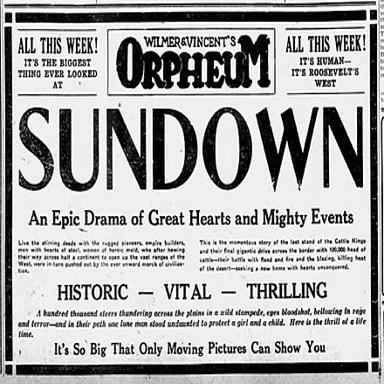 ALL THIS WEEK!
IT'S THE BIGGEST
THING EVER LOOKED
AT
WILMER & VINCENT'S
ORPHEUM
ALL THIS WEEK!
IT'S HUMAN—
IT'S ROOSEVELT'S
WEST
SUNDOWN
An Epic Drama of Great Hearts and Mighty Events
Live the stirring deeds with the rugged pioneers, empire builders,
men with hearts of steel, women of heroic mold, who after hewing
their way across half a continent to open up the vast ranges of the
West, were in turn pushed out by the ever onward march of civiliza-
tion.
This is the momentous story of the last stand of the Cattle Kings
and their final gigantic drive across the border with 100,000 head of
cattle—their battle with flood and fire and the blazing, killing heat
of the desert—seeking a new home with hearts unconquered.
HISTORIC — VITAL — THRILLING
A hundred thousand steers thundering across the plains in a wild stampede, eyes bloodshot, bellowing in rage
and terror—and in their path one lone man stood undaunted to protect a girl and a child. Here is the thrill of a life
time.
It's So Big That Only Moving Pictures Can Show You